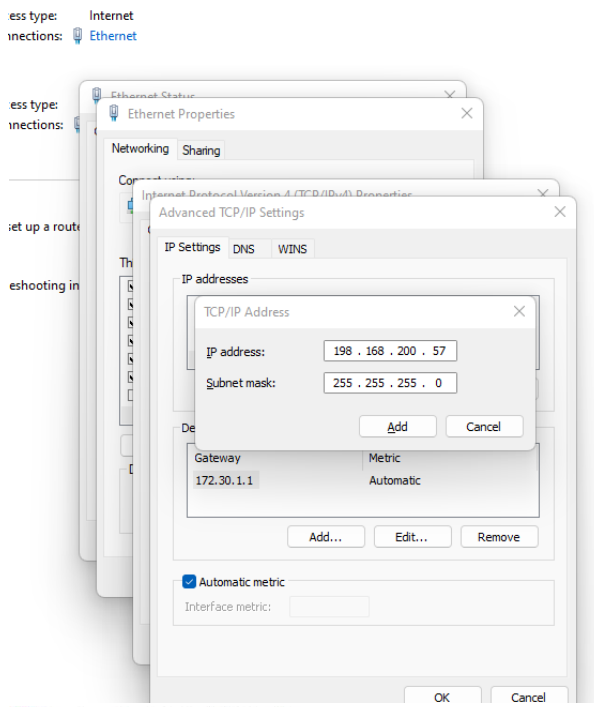 ess type: Internet
nnections: Ethernet
Ethernet Status
ess type:
nnections:
Ethernet Properties
Networking Sharing
Connect using:
Internet Protocol Version 4 (TCP/IPv4) Properties
set up a route
Advanced TCP/IP Settings
IP Settings DNS WINS
Th
eshooting in
IP addresses
TCP/IP Address
IP address: 198 . 168 . 200 . 57
Subnet mask: 255 . 255 . 255 . 0
Add Cancel
De
Gateway Metric
172.30.1.1 Automatic
Add... Edit... Remove
Automatic metric
Interface metric:
OK Cancel